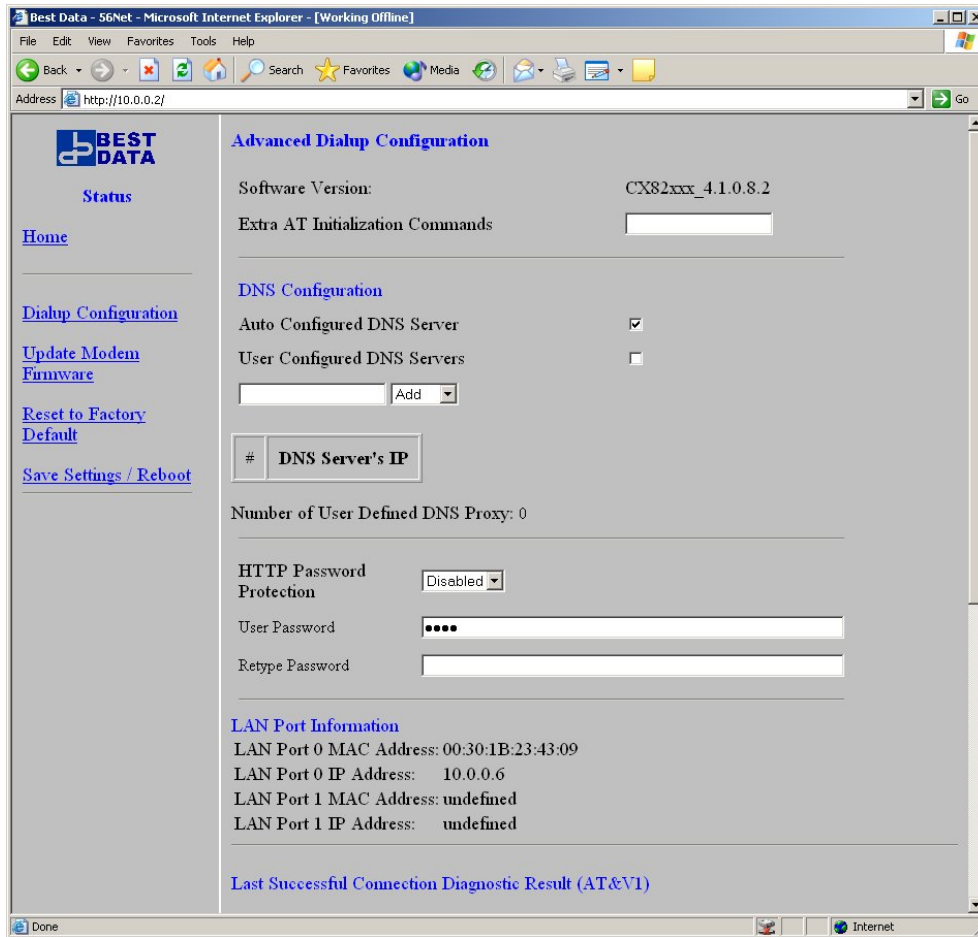 Best Data - 56Net - Microsoft Internet Explorer - [Working Offline]
File Edit View Favorites Tools Help
Back Search Favorites Media
Address http://10.0.0.2/ Go
BEST
DATA
Status
Home
Dialup Configuration
Update Modem
Firmware
Reset to Factory
Default
Save Settings / Reboot
Advanced Dialup Configuration
Software Version: CX82xxx_4.1.0.8.2
Extra AT Initialization Commands
DNS Configuration
Auto Configured DNS Server
User Configured DNS Servers
Add
# DNS Server's IP
Number of User Defined DNS Proxy: 0
HTTP Password
Protection
Disabled
User Password ●●●●
Retype Password
LAN Port Information
LAN Port 0 MAC Address: 00:30:1B:23:43:09
LAN Port 0 IP Address: 10.0.0.6
LAN Port 1 MAC Address: undefined
LAN Port 1 IP Address: undefined
Last Successful Connection Diagnostic Result (AT&V1)
Done Internet